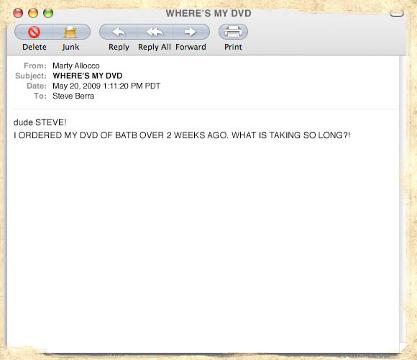 WHERE'S MY DVD
Delete Junk Reply Reply All Forward Print
From: Marty Allocco
Subject: WHERE'S MY DVD
Date: May 20, 2009 1:11:20 PM PDT
To: Steve Berra
dude STEVE!
I ORDERED MY DVD OF BATB OVER 2 WEEKS AGO. WHAT IS TAKING SO LONG?!